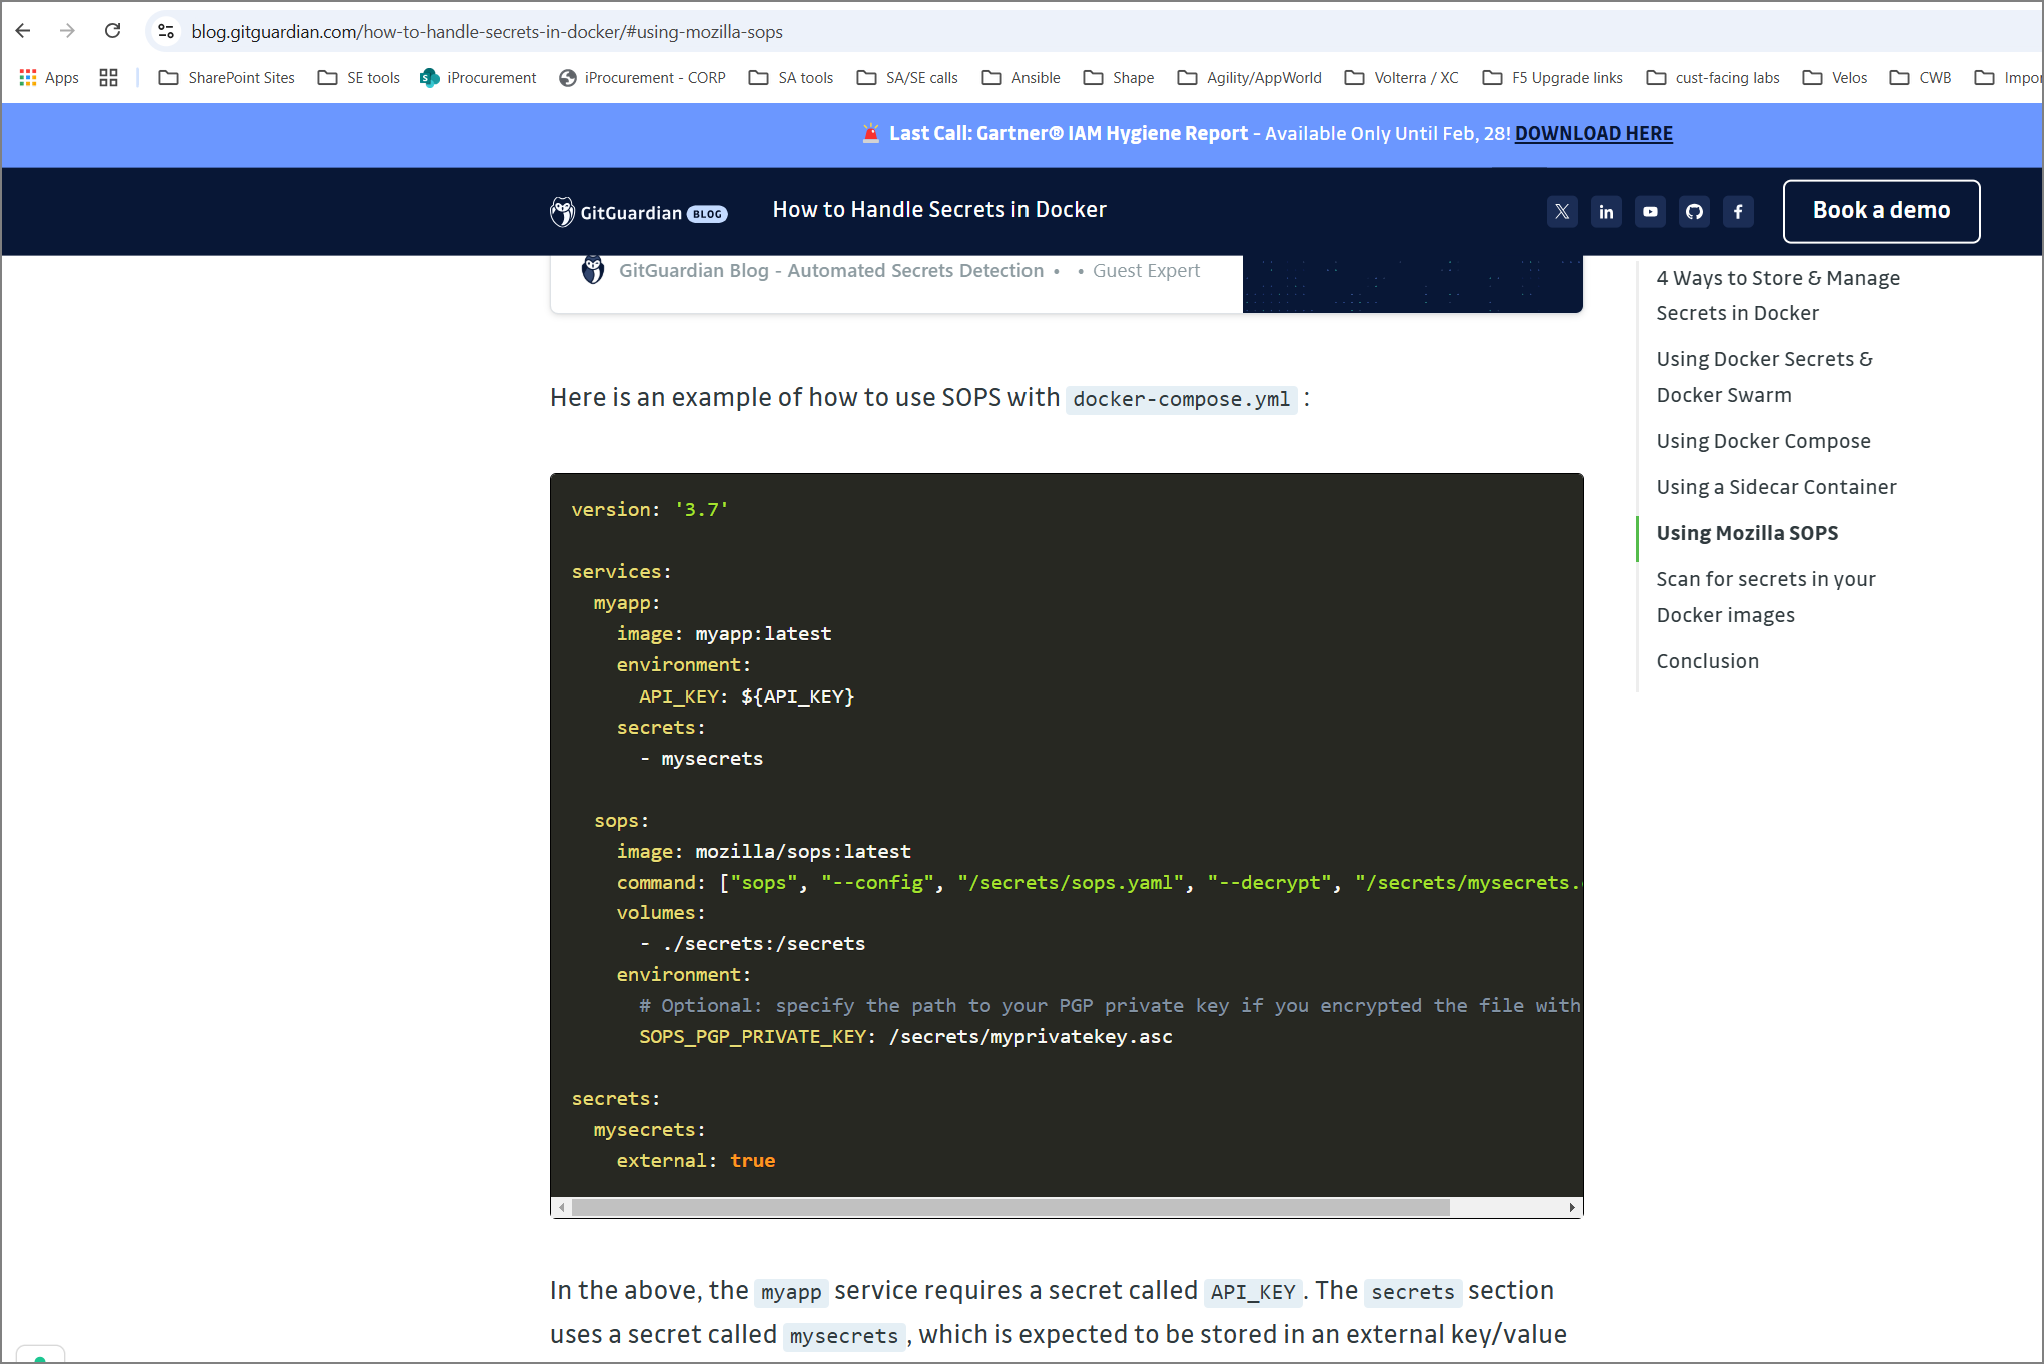 blog.gitguardian.com/how-to-handle-secrets-in-docker/#using-mozilla-sops
Apps SharePoint Sites SE tools iProcurement iProcurement - CORP SA tools SA/SE calls Ansible Shape Agility/AppWorld Volterra / XC F5 Upgrade links cust-facing labs Velos CWB Impor
Last Call: Gartner® IAM Hygiene Report - Available Only Until Feb, 28! DOWNLOAD HERE
GitGuardian BLOG How to Handle Secrets in Docker Book a demo
GitGuardian Blog - Automated Secrets Detection • • Guest Expert
Here is an example of how to use SOPS with docker-compose.yml :
version: '3.7'
services:
myapp:
image: myapp:latest
environment:
API_KEY: ${API_KEY}
secrets:
- mysecrets
sops:
image: mozilla/sops:latest
command: ["sops", "--config", "/secrets/sops.yaml", "--decrypt", "/secrets/mysecrets.
volumes:
- ./secrets:/secrets
environment:
# Optional: specify the path to your PGP private key if you encrypted the file with
SOPS_PGP_PRIVATE_KEY: /secrets/myprivatekey.asc
secrets:
mysecrets:
external: true
In the above, the myapp service requires a secret called API_KEY. The secrets section
uses a secret called mysecrets, which is expected to be stored in an external key/value
4 Ways to Store & Manage
Secrets in Docker
Using Docker Secrets &
Docker Swarm
Using Docker Compose
Using a Sidecar Container
Using Mozilla SOPS
Scan for secrets in your
Docker images
Conclusion